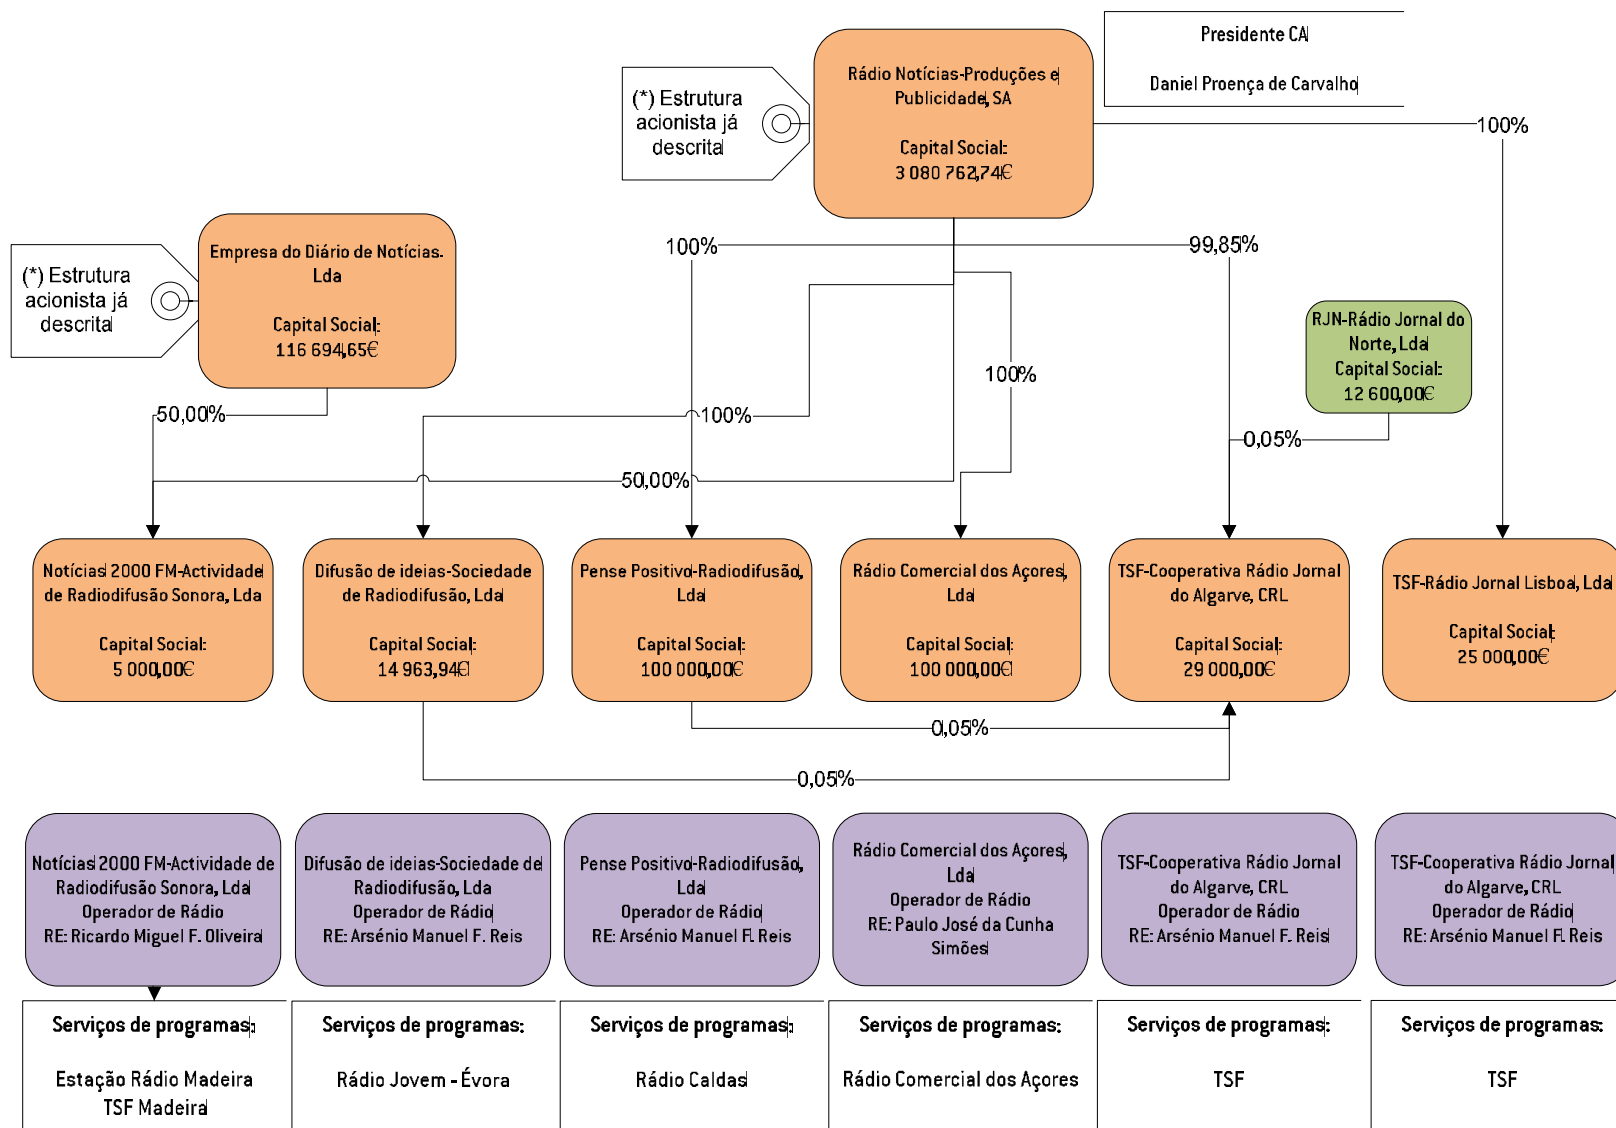 Presidente CA
Daniel Proença de Carvalho
Rádio Notícias-Produções e
Publicidade, SA
Capital Social:
3 080 762,74€
(*) Estrutura
acionista já
descrita
100%
Empresa do Diário de Notícias.
Lda
Capital Social:
116 694,65€
(*) Estrutura
acionista já
descrita
100%
99,85%
RJN-Rádio Jornal do
Norte, Lda
Capital Social:
12 600,00€
100%
50,00%
100%
0,05%
50,00%
Notícias 2000 FM-Actividade
de Radiodifusão Sonora, Lda
Capital Social:
5 000,00€
Difusão de ideias-Sociedade
de Radiodifusão, Lda
Capital Social:
14 963,94€
Pense Positivo-Radiodifusão,
Lda
Capital Social:
100 000,00€
Rádio Comercial dos Açores,
Lda
Capital Social:
100 000,00€
TSF-Cooperativa Rádio Jornal
do Algarve, CRL
Capital Social:
29 000,00€
TSF-Rádio Jornal Lisboa, Lda
Capital Social:
25 000,00€
0,05%
0,05%
Notícias 2000 FM-Actividade de
Radiodifusão Sonora, Lda
Operador de Rádio
RE: Ricardo Miguel F. Oliveira
Difusão de ideias-Sociedade de
Radiodifusão, Lda
Operador de Rádio
RE: Arsénio Manuel F. Reis
Pense Positivo-Radiodifusão,
Lda
Operador de Rádio
RE: Arsénio Manuel F. Reis
Rádio Comercial dos Açores,
Lda
Operador de Rádio
RE: Paulo José da Cunha
Simões
TSF-Cooperativa Rádio Jornal
do Algarve, CRL
Operador de Rádio
RE: Arsénio Manuel F. Reis
TSF-Cooperativa Rádio Jornal
do Algarve, CRL
Operador de Rádio
RE: Arsénio Manuel F. Reis
Serviços de programas:
Estação Rádio Madeira
TSF Madeira
Serviços de programas:
Rádio Jovem - Évora
Serviços de programas:
Rádio Caldas
Serviços de programas:
Rádio Comercial dos Açores
Serviços de programas:
TSF
Serviços de programas:
TSF